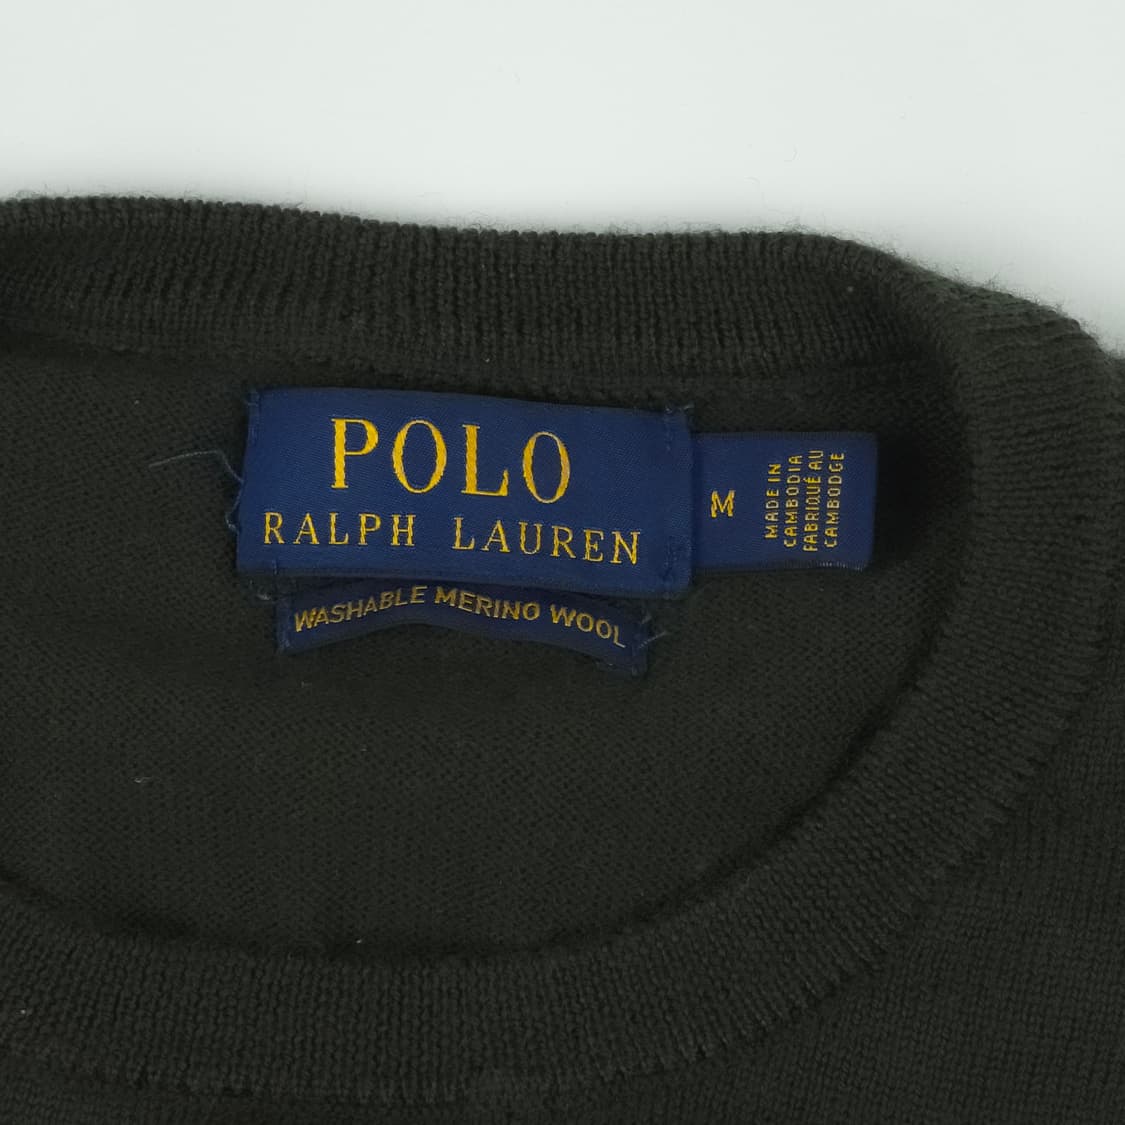 POLO
RALPH LAUREN
WASHABLE MERINO WOOL
M
MADE IN
CAMBODIA
FABRIQUÉ AU
CAMBODGE